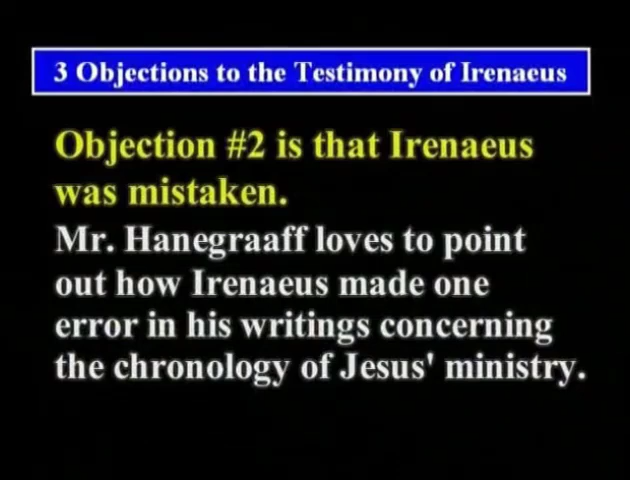 3 Objections to the Testimony of Irenaeus
Objection #2 is that Irenaeus
was mistaken.
Mr. Hanegraaff loves to point
out how Irenaeus made one
error in his writings concerning
the chronology of Jesus' ministry.